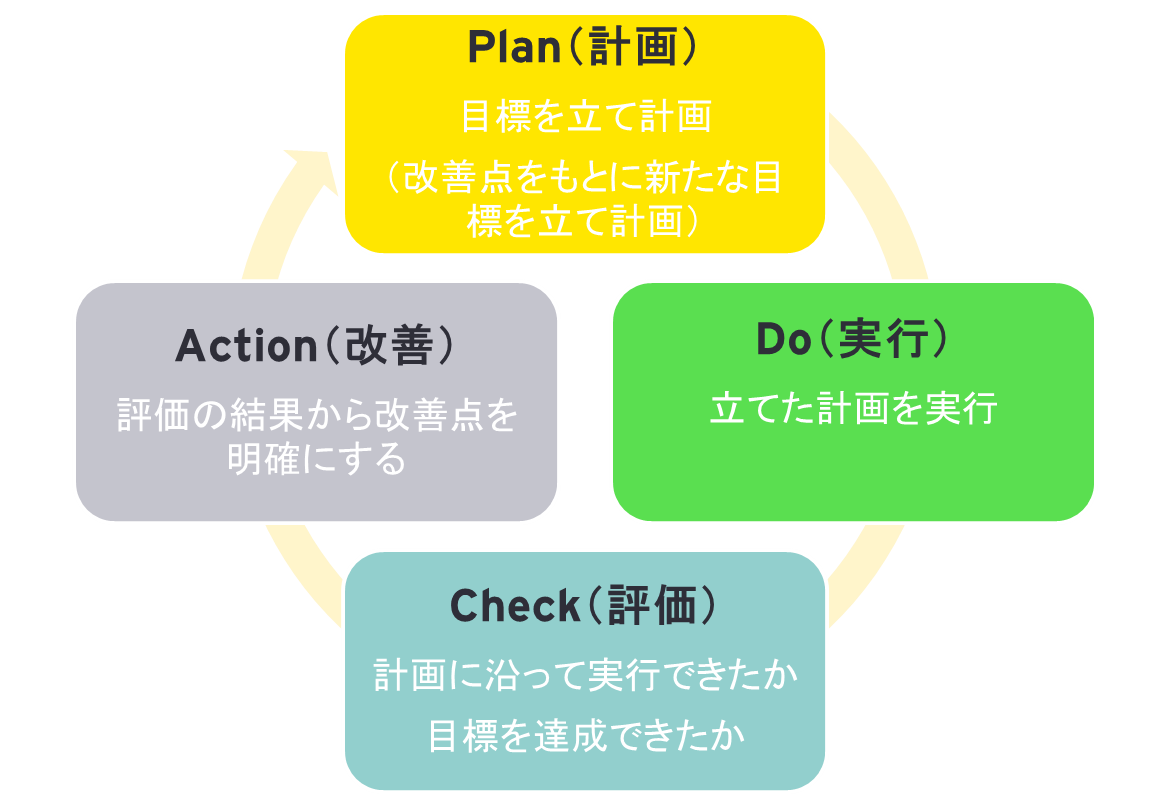 Plan（計画）
目標を立て計画
（改善点をもとに新たな目
標を立て計画）
Do（実行）
立てた計画を実行
Check（評価）
計画に沿って実行できたか
目標を達成できたか
Action（改善）
評価の結果から改善点を
明確にする